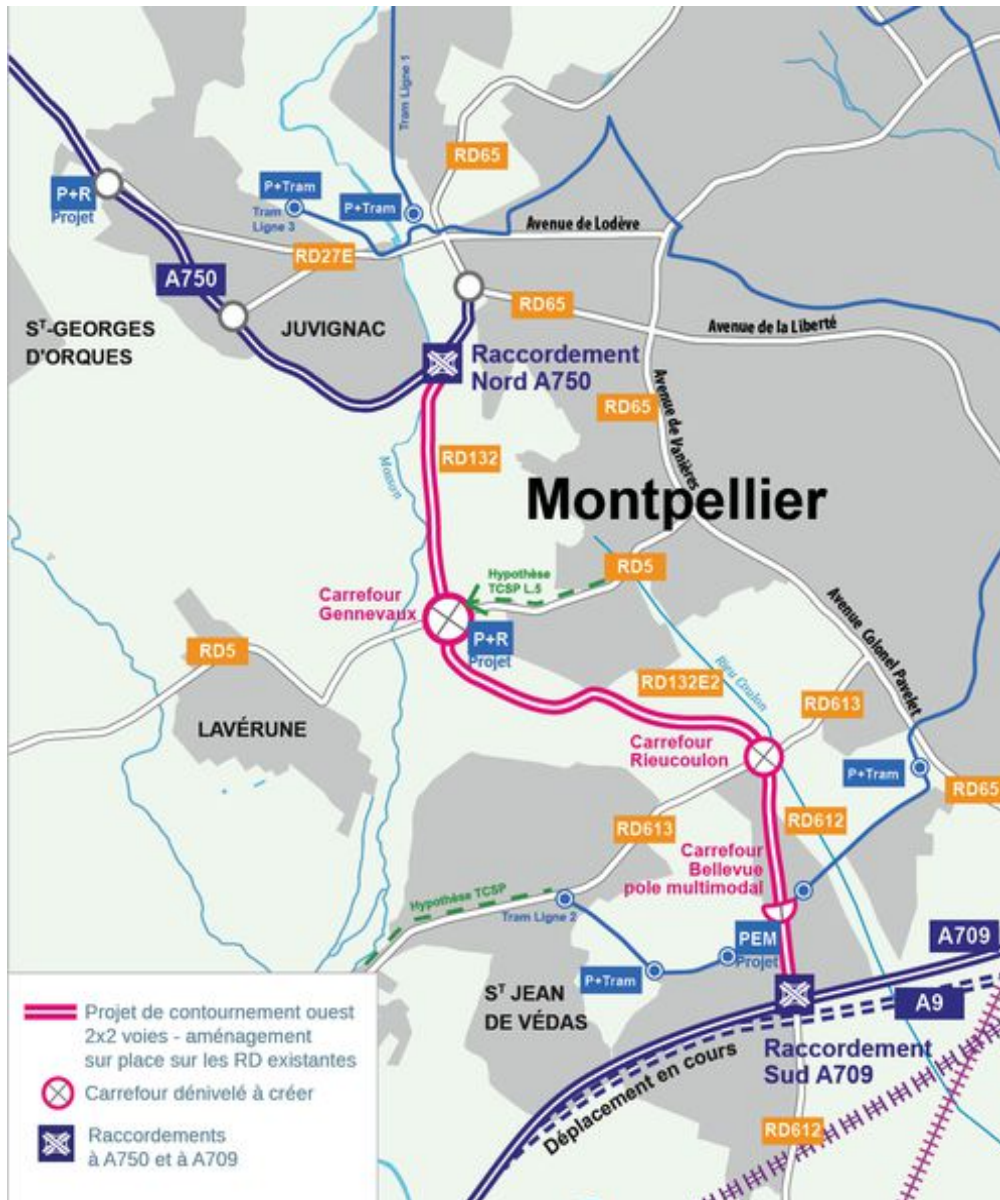 Tram Ligne 1
RD65
P+R
Projet
P+Tram
Tram
Ligne 3
P+Tram
Avenue de Lodève
RD27E
A750
Sᵀ-GEORGES
D'ORQUES
JUVIGNAC
RD65
Avenue de la Liberté
Raccordement
Nord A750
RD65
Avenue de Vanières
RD132
Mosson
Montpellier
Hypothèse
TCSP L.5
RD5
Carrefour
Gennevaux
P+R
Projet
RD5
LAVÉRUNE
RD132E2
Rieu Coulon
Avenue Colonel Pavelet
RD613
Carrefour
Rieucoulon
P+Tram
RD65
RD613
RD612
Carrefour
Bellevue
pole multimodal
Hypothèse TCSP
Tram Ligne 2
PEM
Projet
P+Tram
A709
A9
Sᵀ JEAN
DE VÉDAS
Déplacement en cours
Raccordement
Sud A709
RD612
Projet de contournement ouest
2x2 voies - aménagement
sur place sur les RD existantes
Carrefour dénivelé à créer
Raccordements
à A750 et à A709